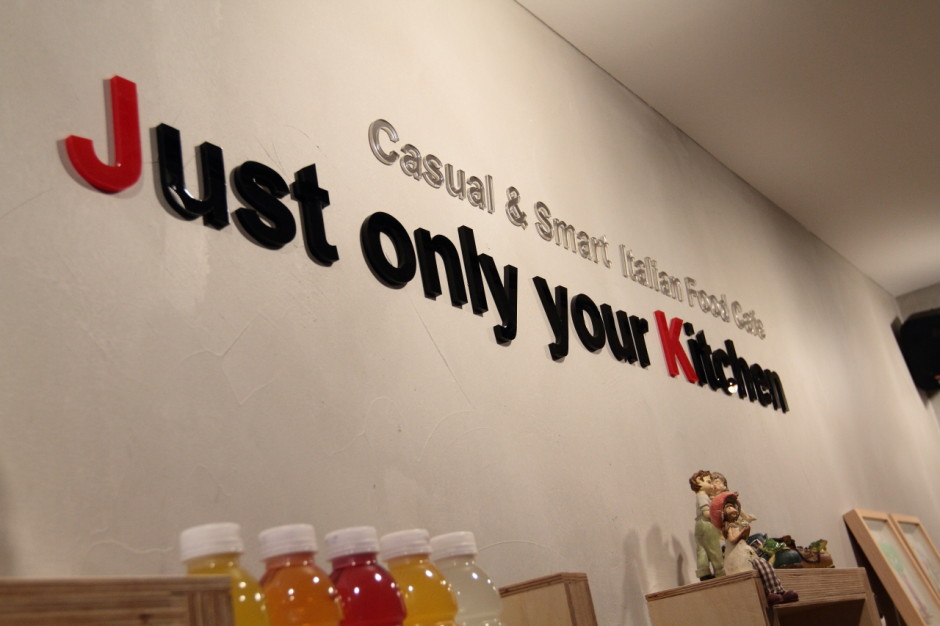 Casual & Smart Italian Food Cafe
Just only your Kitchen